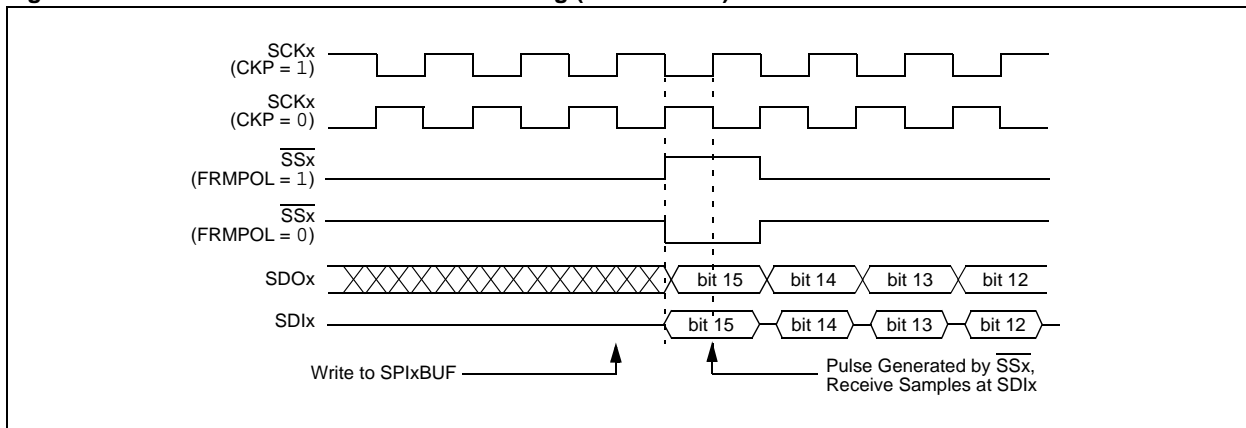 SCKx
(CKP = 1)
SCKx
(CKP = 0)
SSx
(FRMPOL = 1)
SSx
(FRMPOL = 0)
SDOx
bit 15 bit 14 bit 13 bit 12
SDIx
bit 15 bit 14 bit 13 bit 12
Write to SPIxBUF
Pulse Generated by SSx,
Receive Samples at SDIx